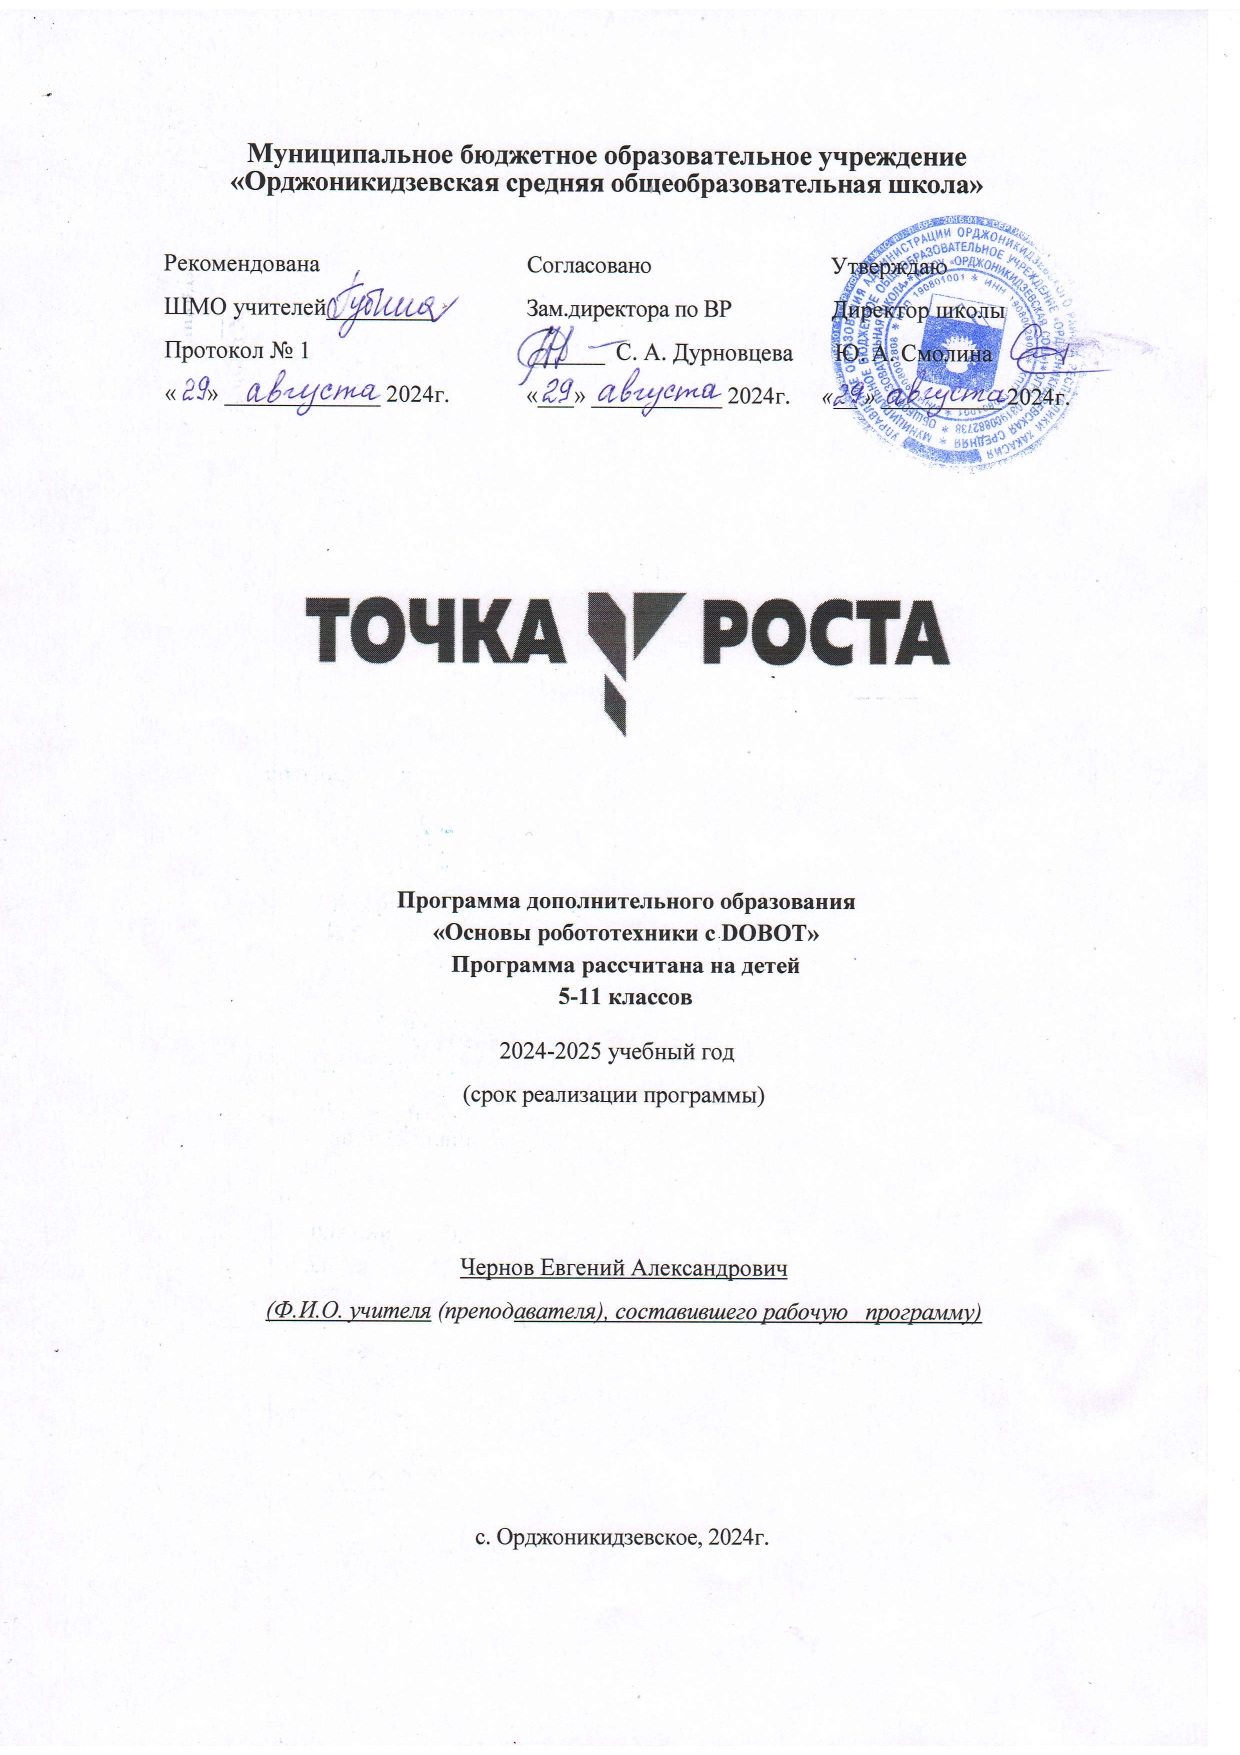 Муниципальное бюджетное образовательное учреждение
«Орджоникидзевская средняя общеобразовательная школа»
Рекомендована
ШМО учителей
Протокол № 1
«29» августа 2024г.
Согласовано
Зам.директора по ВР
С. А. Дурновцева
«29» августа 2024г.
Утверждаю
Директор школы
Ю. А. Смолина
«29» августа 2024г.
ТОЧКА РОСТА
Программа дополнительного образования
«Основы робототехники с DOBOT»
Программа рассчитана на детей
5-11 классов
2024-2025 учебный год
(срок реализации программы)
Чернов Евгений Александрович
(Ф.И.О. учителя (преподавателя), составившего рабочую программу)
с. Орджоникидзевское, 2024г.